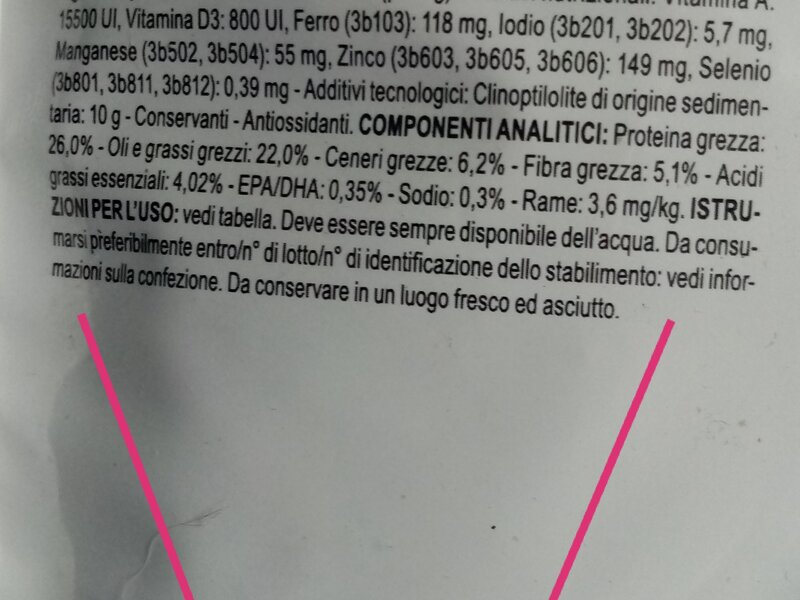 nutrizionali: Vitamina A:
15500 UI, Vitamina D3: 800 UI, Ferro (3b103): 118 mg, Iodio (3b201, 3b202): 5,7 mg,
Manganese (3b502, 3b504): 55 mg, Zinco (3b603, 3b605, 3b606): 149 mg, Selenio
(3b801, 3b811, 3b812): 0,39 mg - Additivi tecnologici: Clinoptilolite di origine sedimen-
taria: 10 g - Conservanti - Antiossidanti. COMPONENTI ANALITICI: Proteina grezza:
26,0% - Oli e grassi grezzi: 22,0% - Ceneri grezze: 6,2% - Fibra grezza: 5,1% - Acidi
grassi essenziali: 4,02% - EPA/DHA: 0,35% - Sodio: 0,3% - Rame: 3,6 mg/kg. ISTRU-
ZIONI PER L'USO: vedi tabella. Deve essere sempre disponibile dell'acqua. Da consu-
marsi preferibilmente entro/n° di lotto/n° di identificazione dello stabilimento: vedi infor-
mazioni sulla confezione. Da conservare in un luogo fresco ed asciutto.